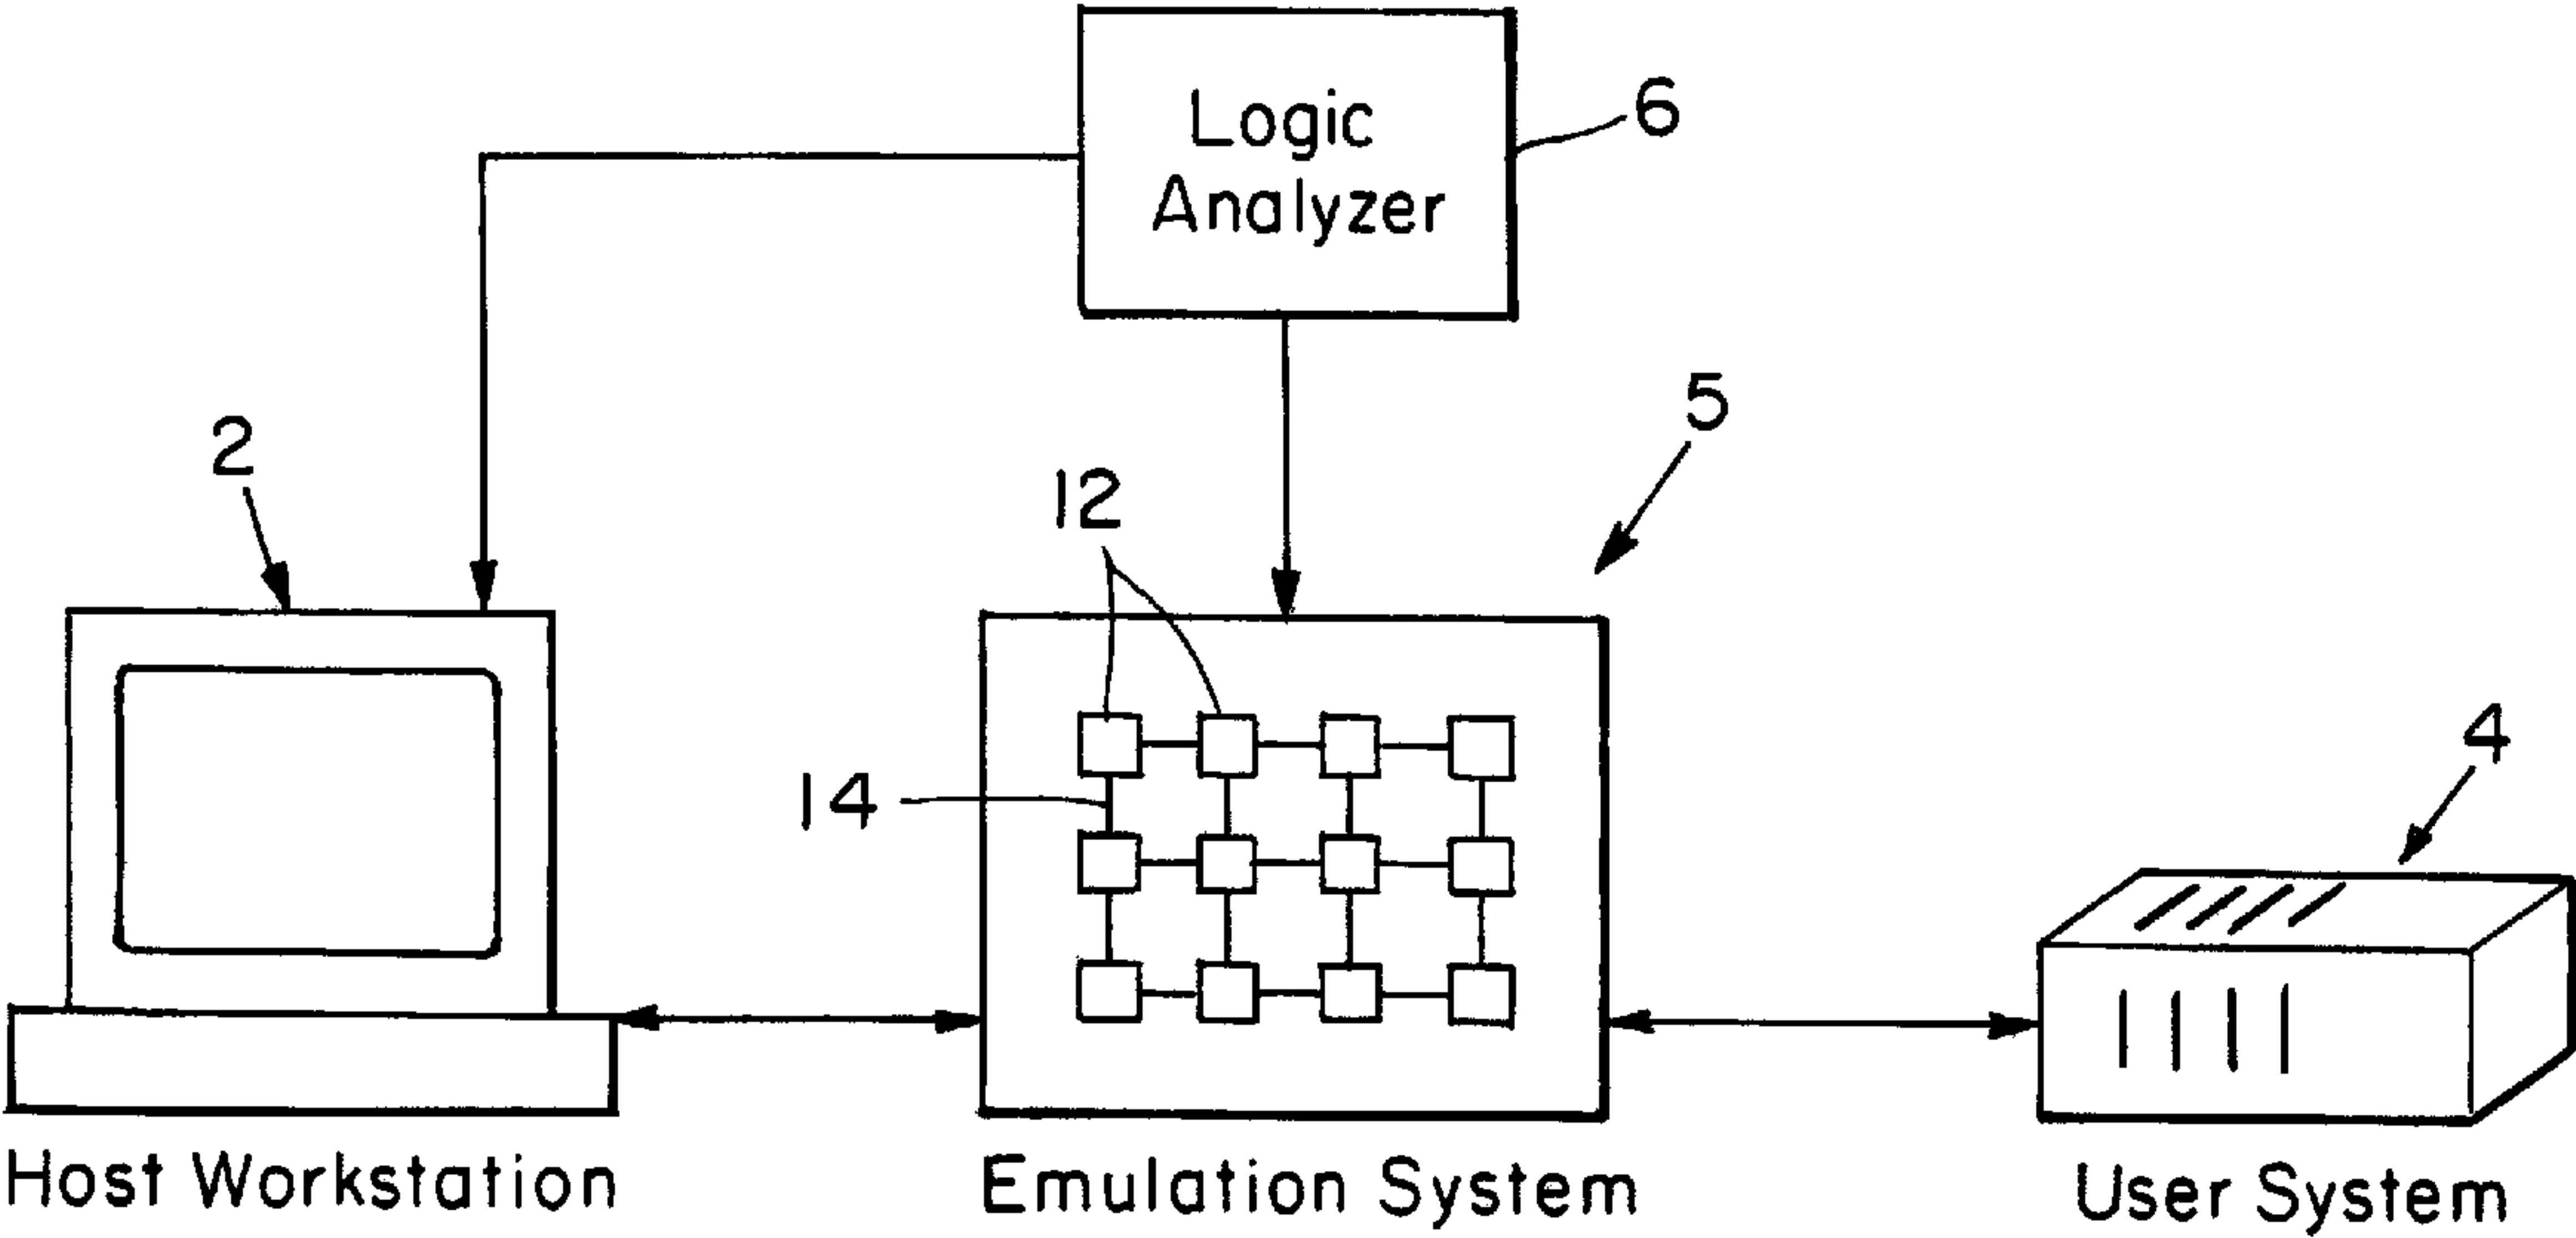 Logic
Analyzer
6
5
2
12
14
4
Host Workstation
Emulation System
User System